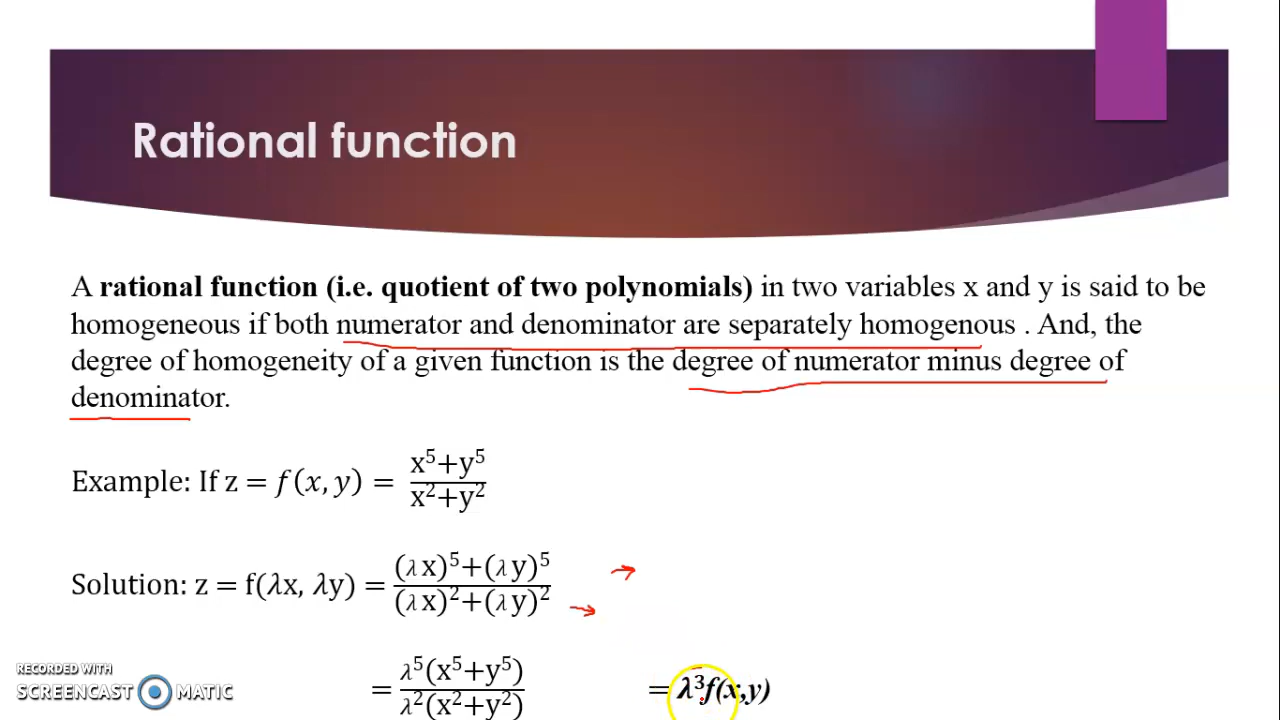 Rational function
A rational function (i.e. quotient of two polynomials) in two variables x and y is said to be
homogeneous if both numerator and denominator are separately homogenous . And, the
degree of homogeneity of a given function is the degree of numerator minus degree of
denominator.
Example: If z = f(x, y) = (x⁵+y⁵)/(x²+y²)
Solution: z = f(λx, λy) = ((λx)⁵+(λy)⁵)/((λx)²+(λy)²)
= λ⁵(x⁵+y⁵)/λ²(x²+y²) = λ³f(x,y)
RECORDED WITH
SCREENCAST MATIC